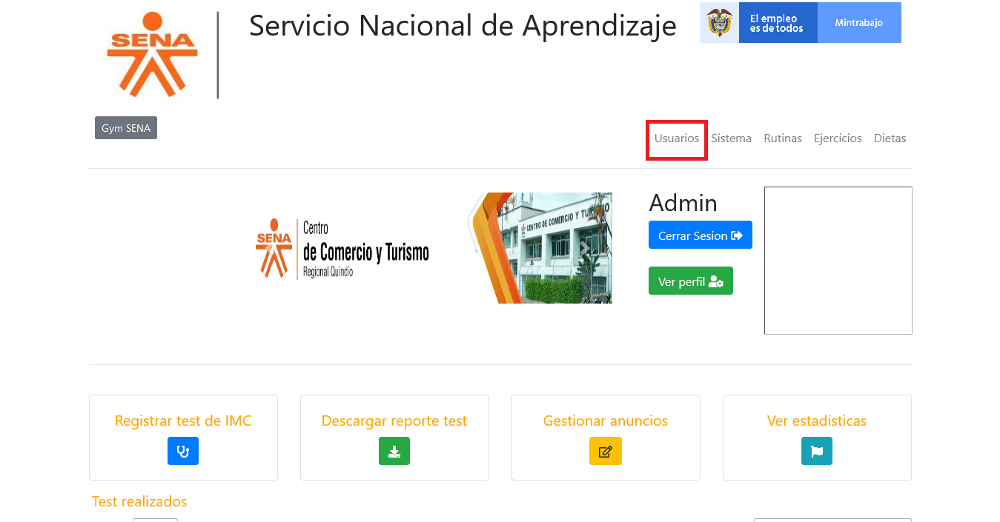 SENA
Servicio Nacional de Aprendizaje
El empleo
es de todos
Mintrabajo
Gym SENA
Usuarios
Sistema
Rutinas
Ejercicios
Dietas
SENA
Centro
de Comercio y Turismo
Regional Quindío
CENTRO DE COMERCIO Y TURISMO
Admin
Cerrar Sesion
Ver perfil
Registrar test de IMC
Descargar reporte test
Gestionar anuncios
Ver estadisticas
Test realizados